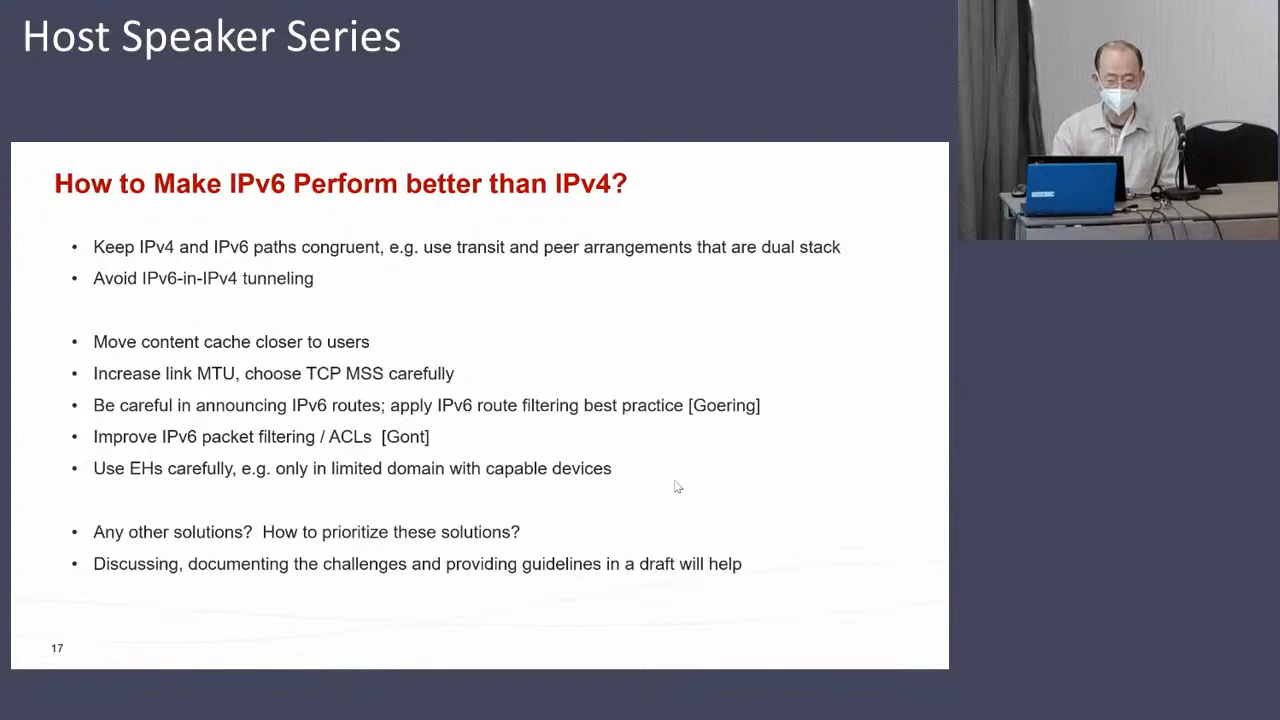 Host Speaker Series
How to Make IPv6 Perform better than IPv4?
• Keep IPv4 and IPv6 paths congruent, e.g. use transit and peer arrangements that are dual stack
• Avoid IPv6-in-IPv4 tunneling
• Move content cache closer to users
• Increase link MTU, choose TCP MSS carefully
• Be careful in announcing IPv6 routes; apply IPv6 route filtering best practice [Goering]
• Improve IPv6 packet filtering / ACLs [Gont]
• Use EHs carefully, e.g. only in limited domain with capable devices
• Any other solutions? How to prioritize these solutions?
• Discussing, documenting the challenges and providing guidelines in a draft will help
17